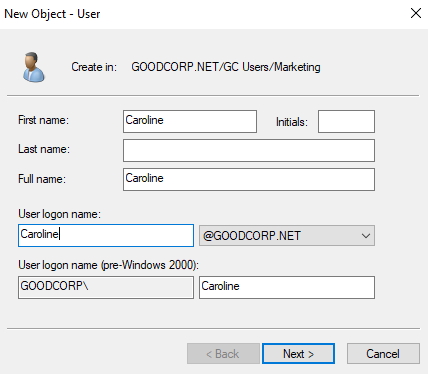 New Object - User
Create in: GOODCORP.NET/GC Users/Marketing
First name: Caroline Initials:
Last name:
Full name: Caroline
User logon name:
Caroline @GOODCORP.NET
User logon name (pre-Windows 2000):
GOODCORP\ Caroline
< Back Next > Cancel